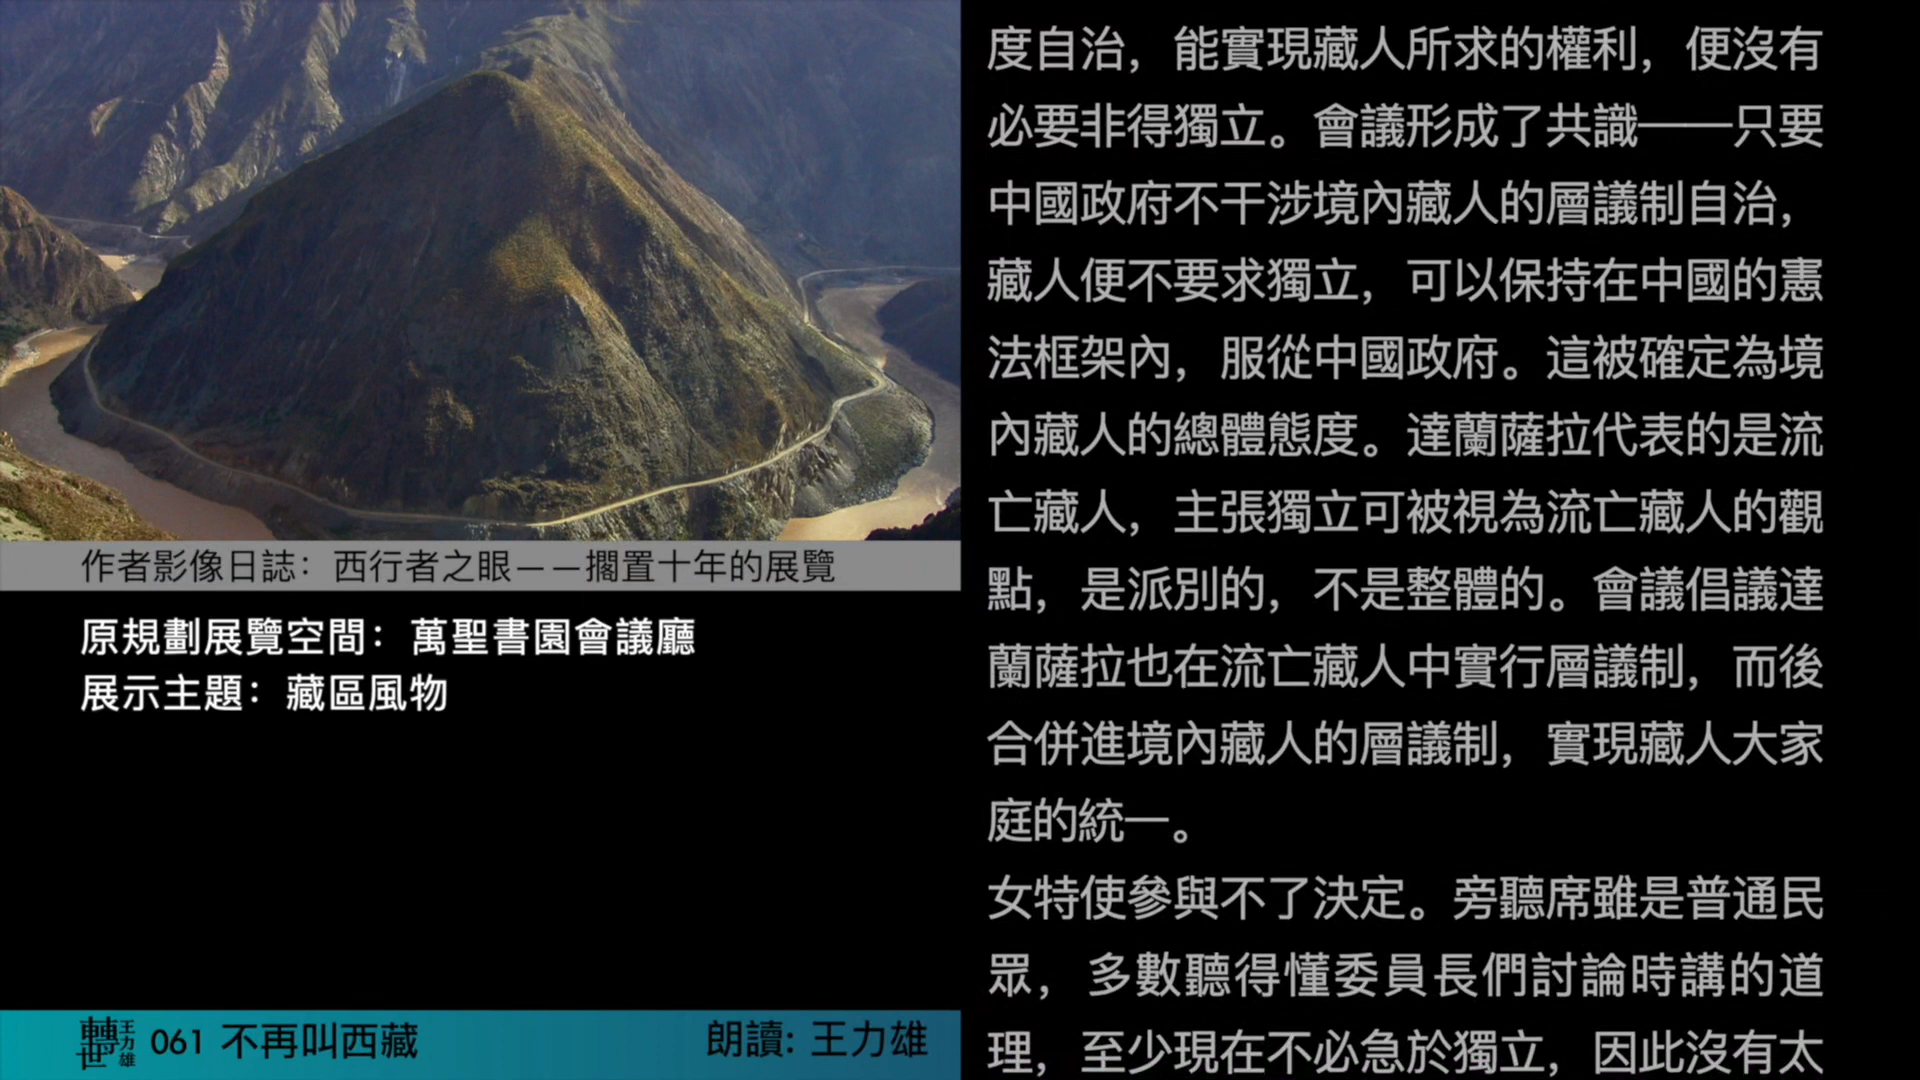 作者影像日誌：西行者之眼——擱置十年的展覽
原規劃展覽空間：萬聖書園會議廳
展示主題：藏區風物
轉世
王力雄
061 不再叫西藏
朗讀: 王力雄
度自治，能實現藏人所求的權利，便沒有
必要非得獨立。會議形成了共識——只要
中國政府不干涉境內藏人的層議制自治，
藏人便不要求獨立，可以保持在中國的憲
法框架內，服從中國政府。這被確定為境
內藏人的總體態度。達蘭薩拉代表的是流
亡藏人，主張獨立可被視為流亡藏人的觀
點，是派別的，不是整體的。會議倡議達
蘭薩拉也在流亡藏人中實行層議制，而後
合併進境內藏人的層議制，實現藏人大家
庭的統一。
女特使參與不了決定。旁聽席雖是普通民
眾，多數聽得懂委員長們討論時講的道
理，至少現在不必急於獨立，因此沒有太